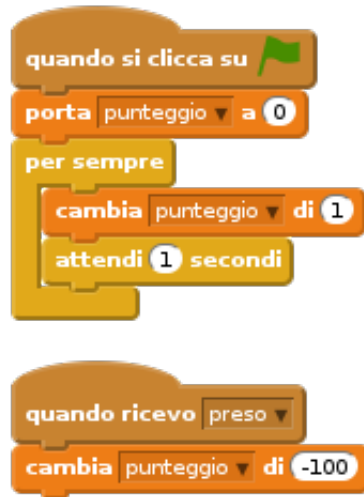 quando si clicca su
porta punteggio a 0
per sempre
cambia punteggio di 1
attendi 1 secondi
quando ricevo preso
cambia punteggio di -100